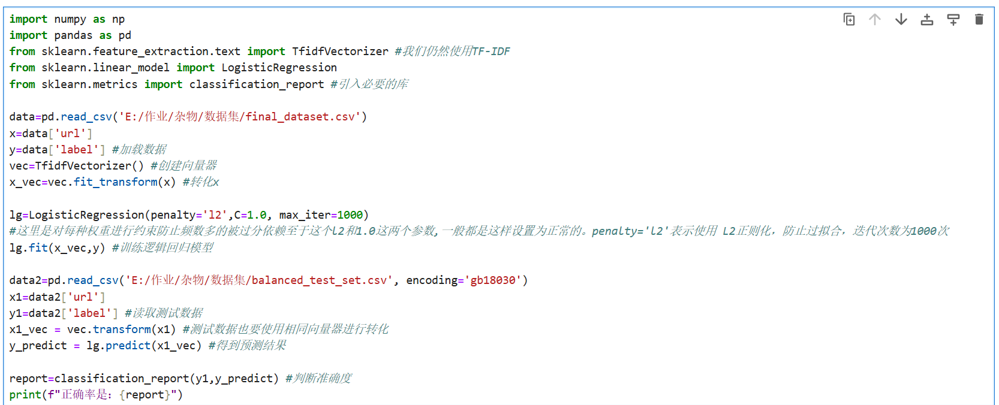 import numpy as np
import pandas as pd
from sklearn.feature_extraction.text import TfidfVectorizer #我们仍然使用TF-IDF
from sklearn.linear_model import LogisticRegression
from sklearn.metrics import classification_report #引入必要的库
data=pd.read_csv('E:/作业/杂物/数据集/final_dataset.csv')
x=data['url']
y=data['label'] #加载数据
vec=TfidfVectorizer() #创建向量器
x_vec=vec.fit_transform(x) #转化x
lg=LogisticRegression(penalty='l2',C=1.0, max_iter=1000)
#这里是对每种权重进行约束防止频数多的被过分依赖至于这个l2和1.0这两个参数,一般都是这样设置为正常的。penalty='l2'表示使用 L2正则化，防止过拟合，迭代次数为1000次
lg.fit(x_vec,y) #训练逻辑回归模型
data2=pd.read_csv('E:/作业/杂物/数据集/balanced_test_set.csv', encoding='gb18030')
x1=data2['url']
y1=data2['label'] #读取测试数据
x1_vec = vec.transform(x1) #测试数据也要使用相同向量器进行转化
y_predict = lg.predict(x1_vec) #得到预测结果
report=classification_report(y1,y_predict) #判断准确度
print(f"正确率是：{report}")